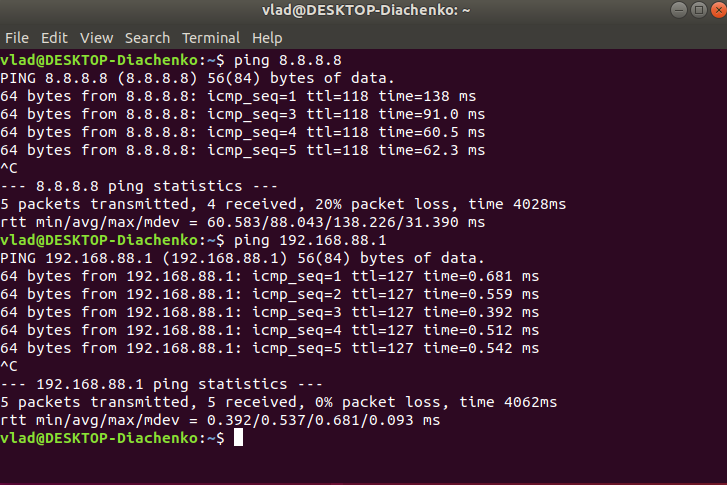 vlad@DESKTOP-Diachenko: ~
File Edit View Search Terminal Help
vlad@DESKTOP-Diachenko:~$ ping 8.8.8.8
PING 8.8.8.8 (8.8.8.8) 56(84) bytes of data.
64 bytes from 8.8.8.8: icmp_seq=1 ttl=118 time=138 ms
64 bytes from 8.8.8.8: icmp_seq=3 ttl=118 time=91.0 ms
64 bytes from 8.8.8.8: icmp_seq=4 ttl=118 time=60.5 ms
64 bytes from 8.8.8.8: icmp_seq=5 ttl=118 time=62.3 ms
^C
--- 8.8.8.8 ping statistics ---
5 packets transmitted, 4 received, 20% packet loss, time 4028ms
rtt min/avg/max/mdev = 60.583/88.043/138.226/31.390 ms
vlad@DESKTOP-Diachenko:~$ ping 192.168.88.1
PING 192.168.88.1 (192.168.88.1) 56(84) bytes of data.
64 bytes from 192.168.88.1: icmp_seq=1 ttl=127 time=0.681 ms
64 bytes from 192.168.88.1: icmp_seq=2 ttl=127 time=0.559 ms
64 bytes from 192.168.88.1: icmp_seq=3 ttl=127 time=0.392 ms
64 bytes from 192.168.88.1: icmp_seq=4 ttl=127 time=0.512 ms
64 bytes from 192.168.88.1: icmp_seq=5 ttl=127 time=0.542 ms
^C
--- 192.168.88.1 ping statistics ---
5 packets transmitted, 5 received, 0% packet loss, time 4062ms
rtt min/avg/max/mdev = 0.392/0.537/0.681/0.093 ms
vlad@DESKTOP-Diachenko:~$